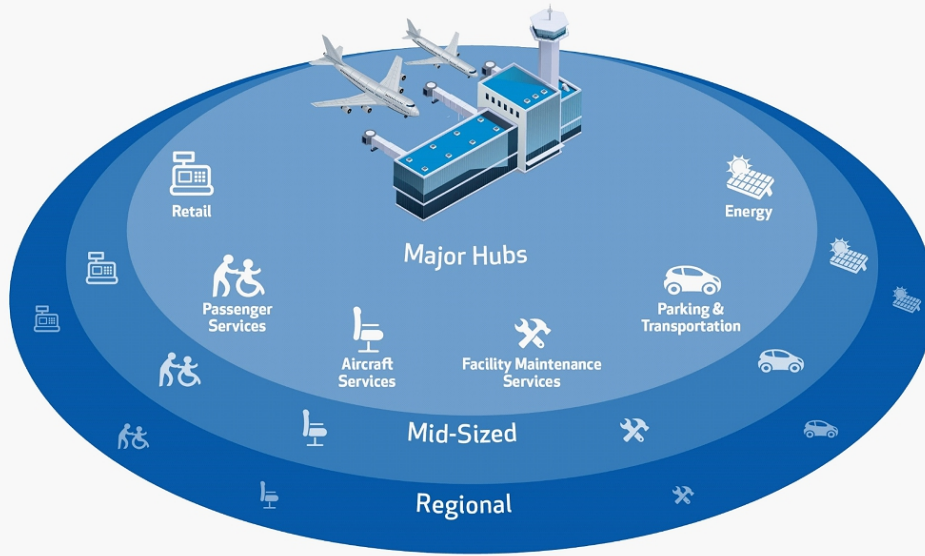 Retail
Energy
Major Hubs
Passenger
Services
Parking &
Transportation
Aircraft
Services
Facility Maintenance
Services
Mid-Sized
Regional